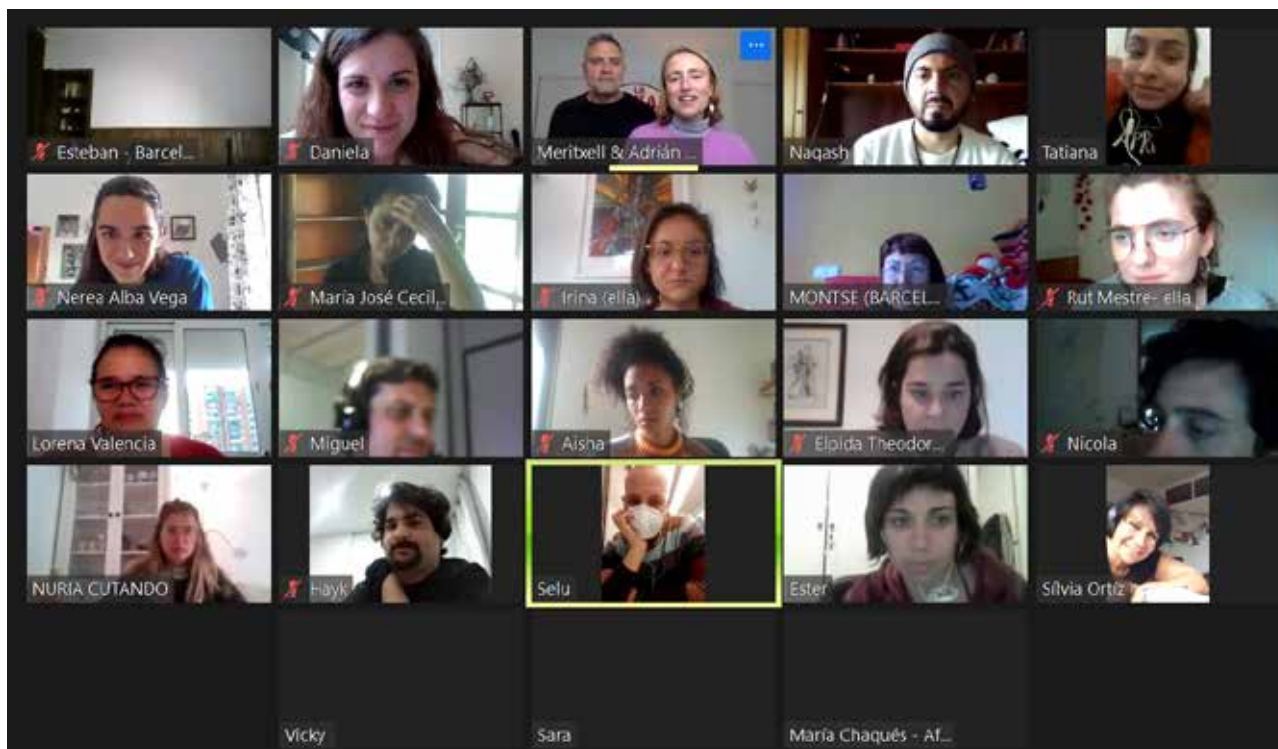 Esteban - Barcel...
Daniela
Meritxell & Adrián ...
Naqash
Tatiana
Nerea Alba Vega
María José Cecil...
Irina (ella)
MONTSE (BARCEL...
Rut Mestre- ella
Lorena Valencia
Miguel
Aisha
Elpida Theodor...
Nicola
NURIA CUTANDO
Hayk
Selu
Ester
Sílvia Ortíz
Vicky
Sara
María Chaqués - Af...